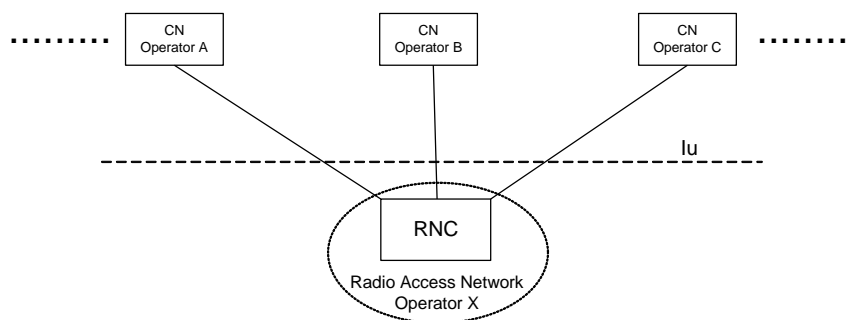 CN
Operator A
CN
Operator B
CN
Operator C
Iu
RNC
Radio Access Network
Operator X